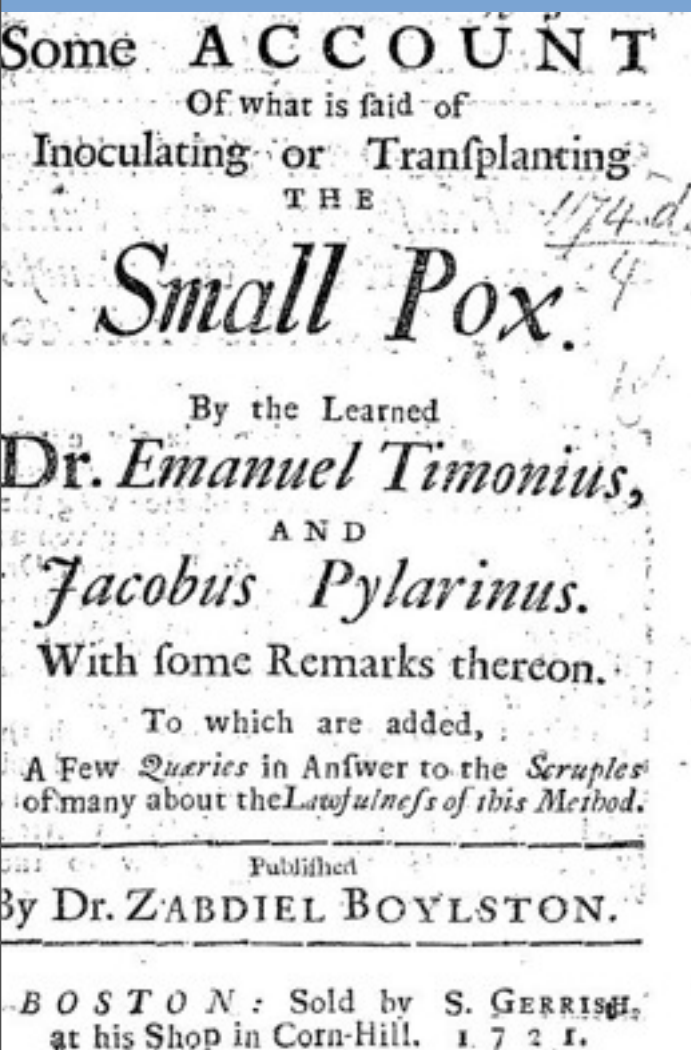 Some ACCOUNT
Of what is ſaid of
Inoculating or Tranſplanting
THE
Small Pox.
1174.d.
4
By the Learned
Dr. Emanuel Timonius,
AND
Jacobus Pylarinus.
With ſome Remarks thereon.
To which are added,
A Few Quæries in Anſwer to the Scruples
of many about the Lawfulneſs of this Method.
Publiſhed
By Dr. ZABDIEL BOYLSTON.
BOSTON: Sold by S. GERRISH,
at his Shop in Corn-Hill. 1721.